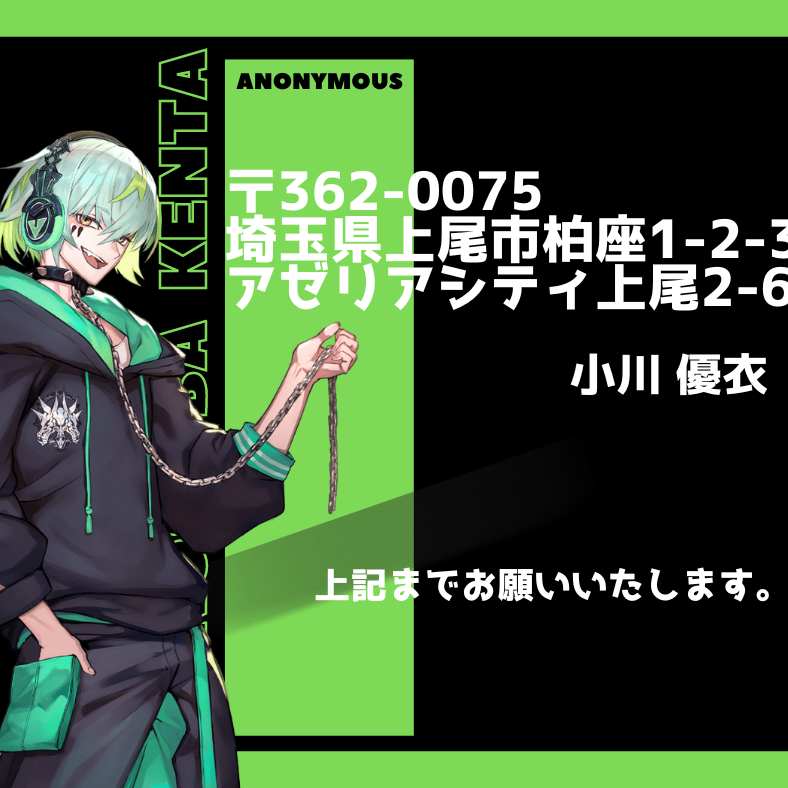 ANONYMOUS
KENTA
〒362-0075
埼玉県上尾市柏座1-2-3
アゼリアシティ上尾2-6
小川 優衣
上記までお願いいたします。